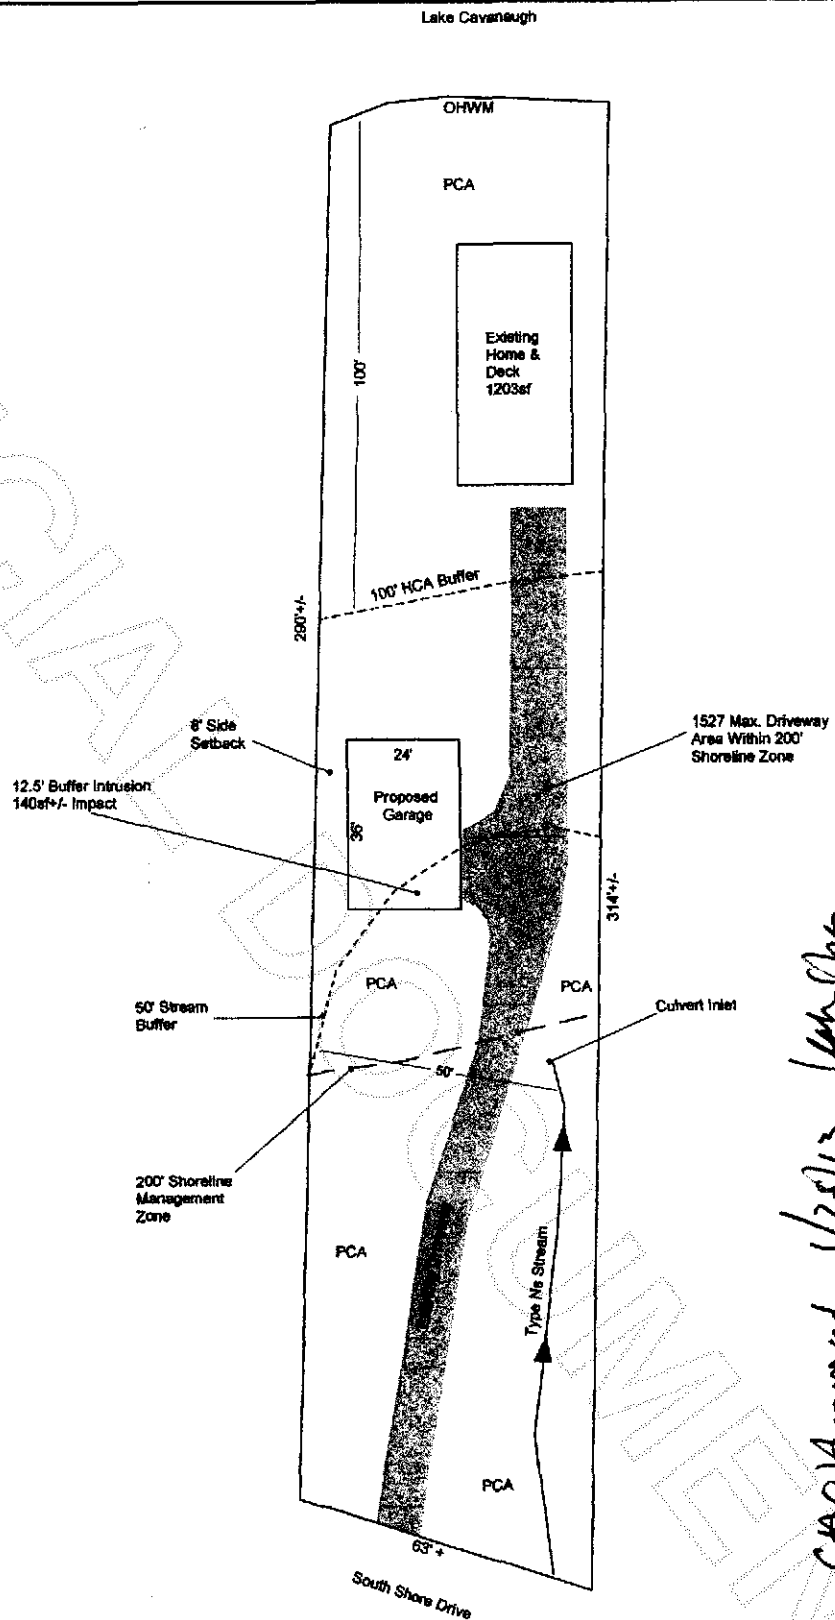 Lake Cavanaugh
OHWM
PCA
Existing
Home &
Deck
1203sf
100'
100' HCA Buffer
290'+/-
8' Side
Setback
24'
1527 Max. Driveway
Area Within 200'
Shoreline Zone
12.5' Buffer Intrusion
140sf+/- Impact
Proposed
Garage
36'
314'+/-
PCA
PCA
50' Stream
Buffer
Culvert Inlet
50'
200' Shoreline
Management
Zone
PCA
Type Ns Stream
PCA
63' +
South Shore Drive
CAO